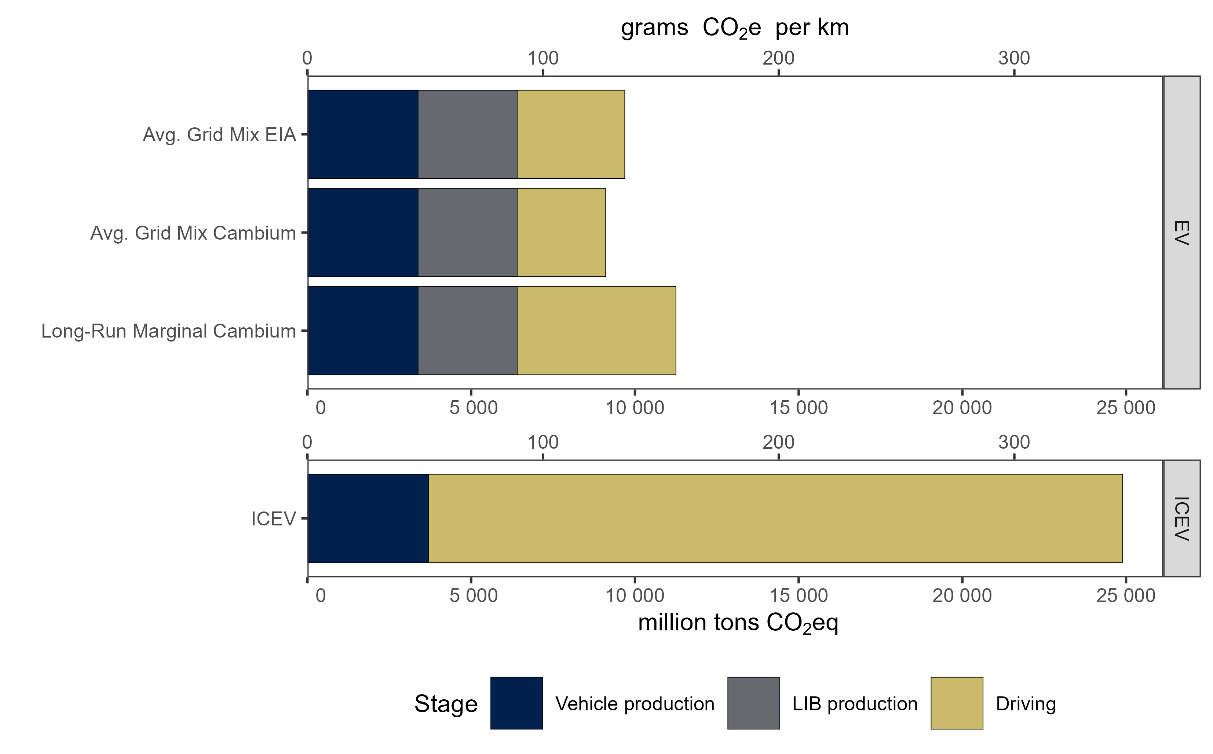 grams CO₂e per km
0 100 200 300
Avg. Grid Mix EIA
Avg. Grid Mix Cambium
Long-Run Marginal Cambium
EV
0 5 000 10 000 15 000 20 000 25 000
0 100 200 300
ICEV
ICEV
0 5 000 10 000 15 000 20 000 25 000
million tons CO₂eq
Stage Vehicle production LIB production Driving